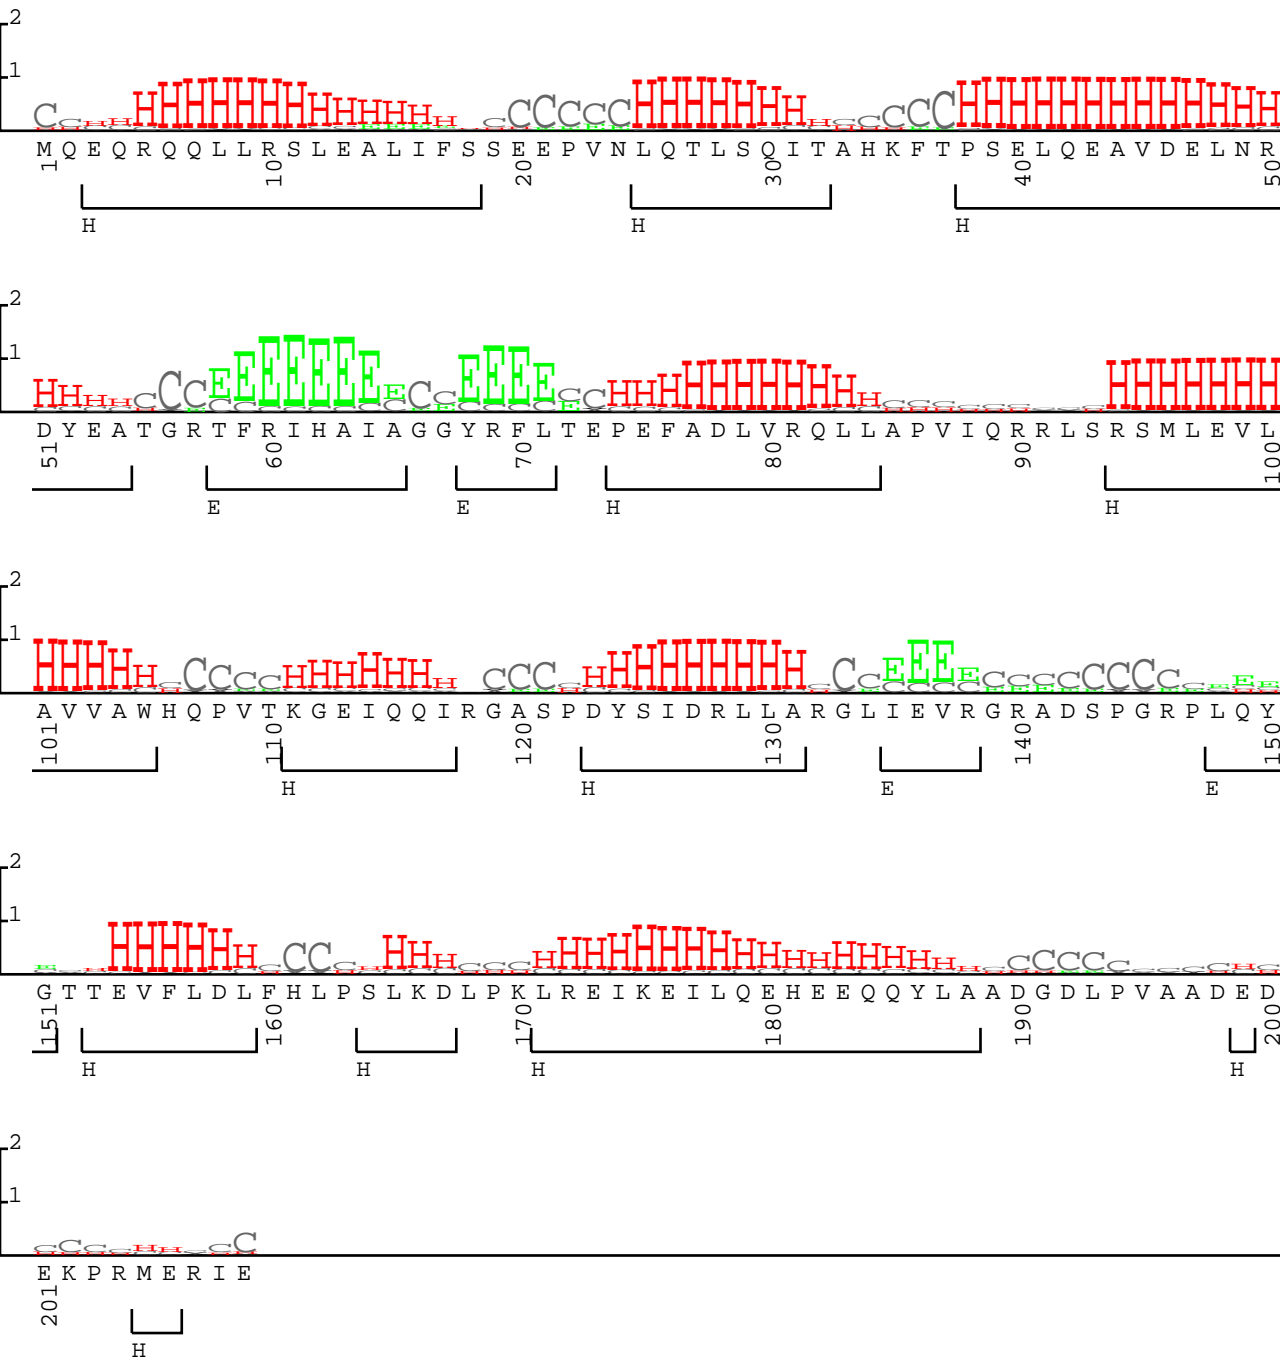 2
1
C C H H H H H H H H H H H H H H H C C C C C C H H H H H H H H C C C C C H H H H H H H H H H H H H
M Q E Q R Q Q L L R S L E A L I F S S E E P V N L Q T L S Q I T A H K F T P S E L Q E A V D E L N R
1 10 20 30 40 50
H H H
2
1
H H H H C C C E E E E E E E E C C E E E E C C H H H H H H H H H H H C C C C C C H H H H H H H
D Y E A T G R T F R I H A I A G G Y R F L T E P E F A D L V R Q L L A P V I Q R R L S R S M L E V L
51 60 70 80 90 100
E E H H
2
1
H H H H H C C C C C H H H H H H H C C C C H H H H H H H H H C C C E E E E C C C C C C C C C E E E
A V V A W H Q P V T K G E I Q Q I R G A S P D Y S I D R L L A R G L I E V R G R A D S P G R P L Q Y
101 110 120 130 140 150
H H E E
2
1
H H H H H H H C C C C H H H H C C C H H H H H H H H H H H H H H H H H H C C C C C C C C C C H C
G T T E V F L D L F H L P S L K D L P K L R E I K E I L Q E H E E Q Q Y L A A D G D L P V A A D E D
151 160 170 180 190 200
H H H H
2
1
C C C C H H C C C
E K P R M E R I E
201
H